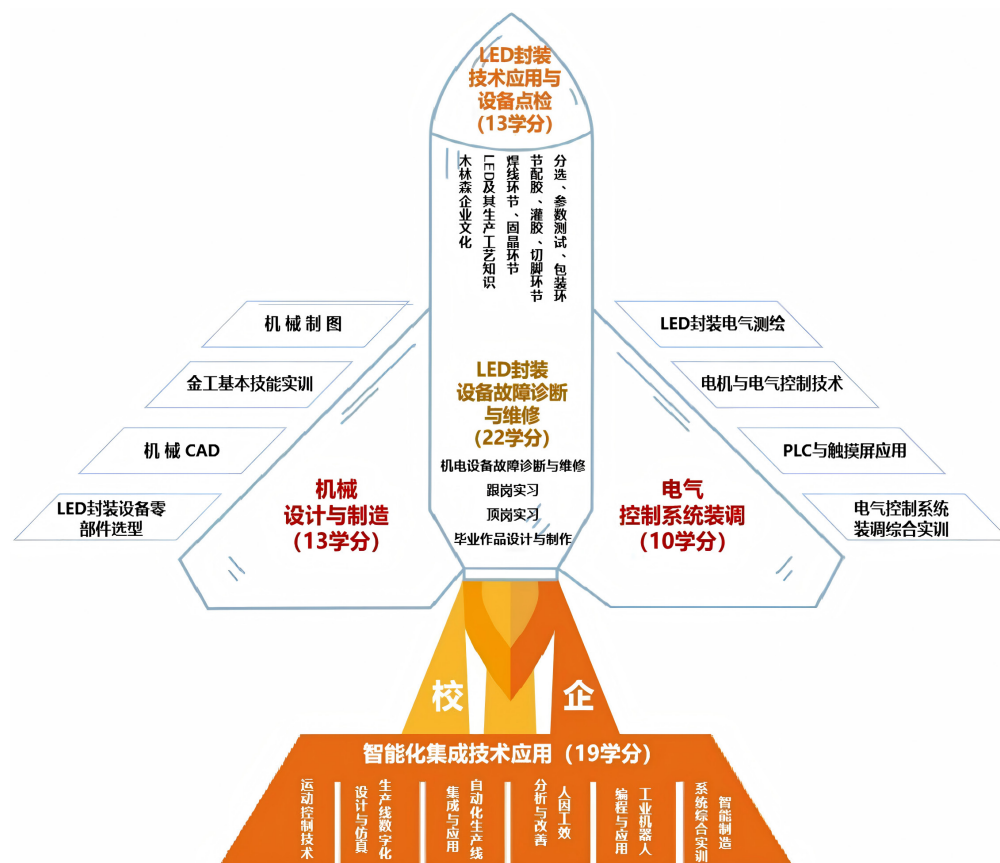 LED封装
技术应用与
设备点检
(13学分)
木林森企业文化
LED及其生产工艺知识
焊线环节、固晶环节
节配胶、灌胶、切脚环节
分选、参数测试、包装环
机械制图
金工基本技能实训
机械 CAD
LED封装设备零
部件选型
LED封装电气测绘
电机与电气控制技术
PLC与触摸屏应用
电气控制系统
装调综合实训
LED封装
设备故障诊断
与维修
(22学分)
机电设备故障诊断与维修
跟岗实习
顶岗实习
毕业作品设计与制作
机械
设计与制造
(13学分)
电气
控制系统装调
(10学分)
校
企
智能化集成技术应用(19学分)
运动控制技术
生产线数字化
设计与仿真
自动化生产线
集成与应用
人因工效
分析与改善
工业机器人
编程与应用
智能制造
系统综合实训